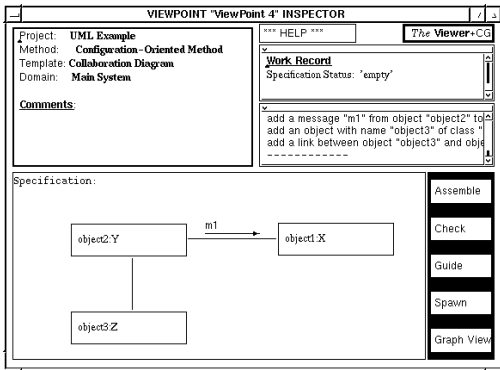 VIEWPOINT "ViewPoint 4" INSPECTOR
Project: UML Example
Method: Configuration-Oriented Method
Template: Collaboration Diagram
Domain: Main System
Comments:
*** HELP ***
The Viewer+CG
Work Record
Specification Status: 'empty'
add a message "m1" from object "object2" to
add an object with name "object3" of class "
add a link between object "object3" and obje
-------------
Specification:
object2:Y
m1
object1:X
object3:Z
Assemble
Check
Guide
Spawn
Graph View